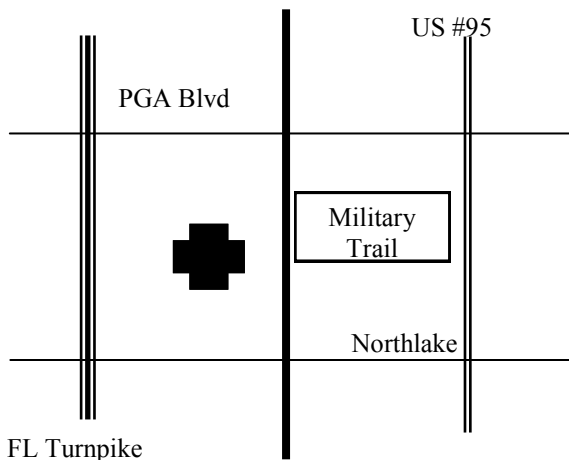 US #95
PGA Blvd
Military
Trail
Northlake
FL Turnpike